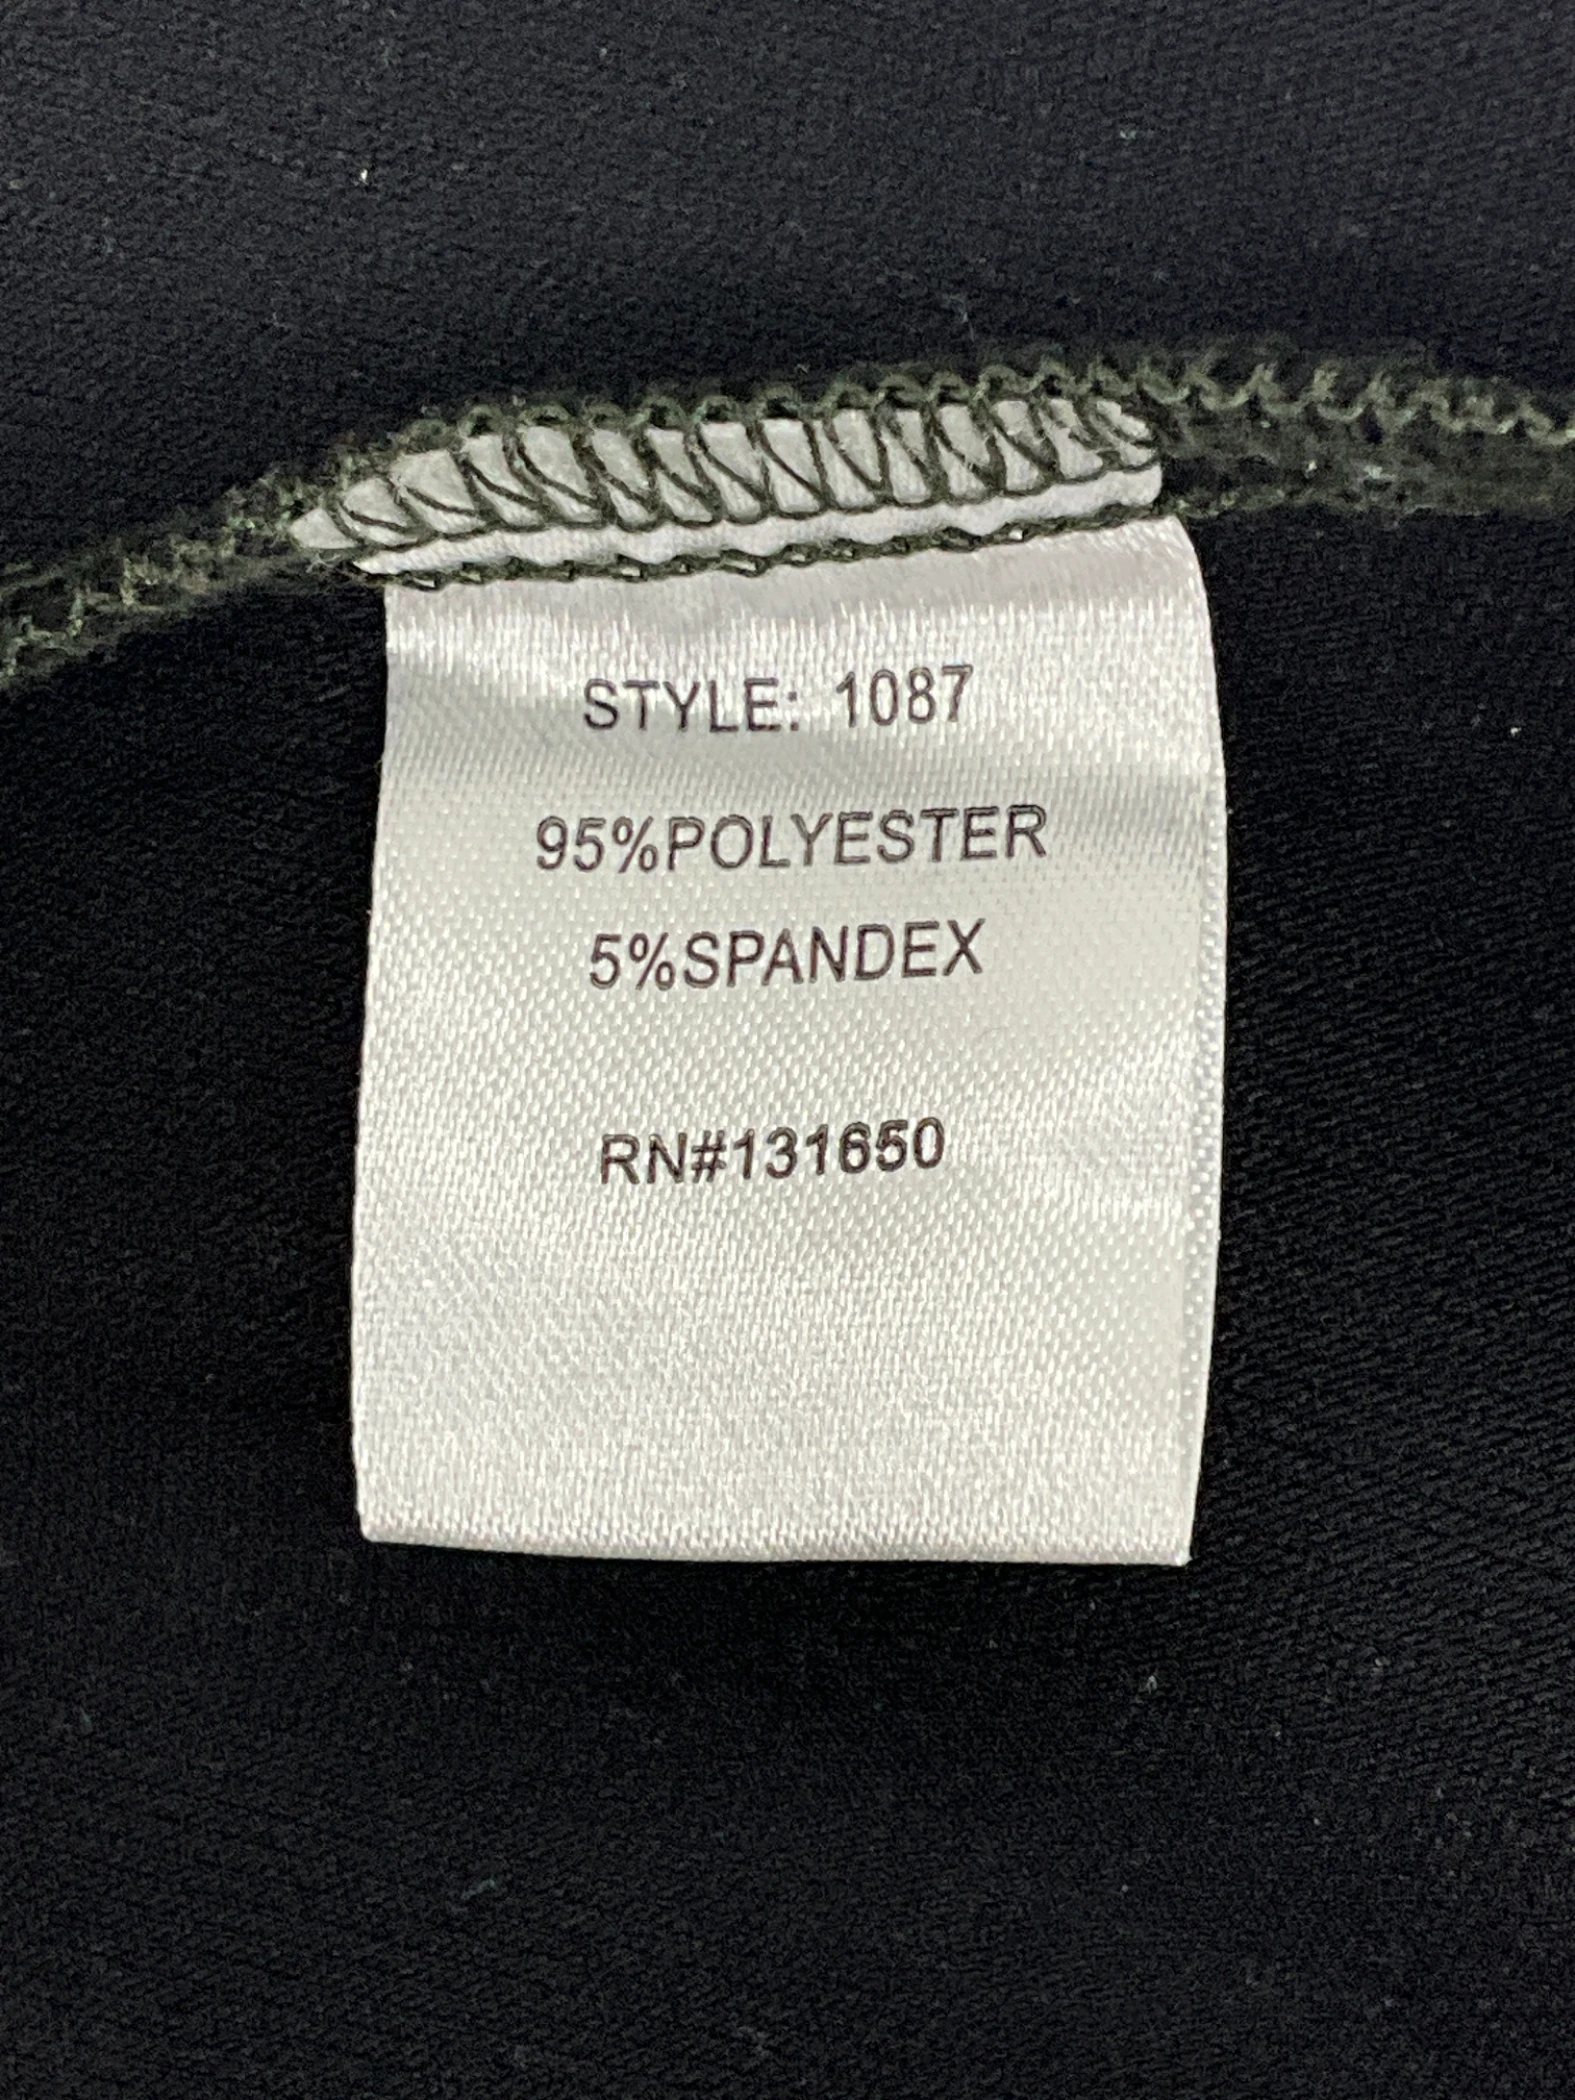 STYLE: 1087
95%POLYESTER
5%SPANDEX
RN#131650